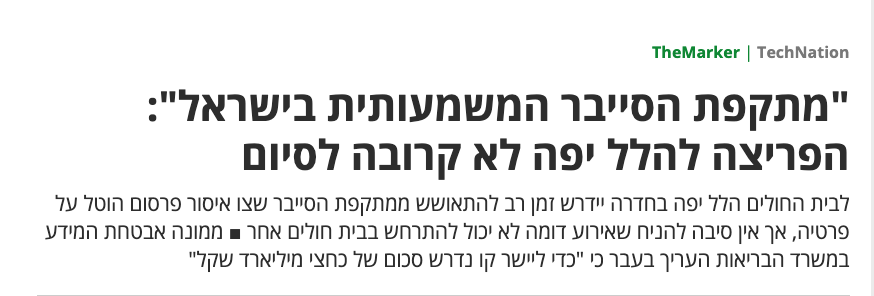 TheMarker | TechNation
"מתקפת הסייבר המשמעותית בישראל":
הפריצה להלל יפה לא קרובה לסיום
לבית החולים הלל יפה בחדרה יידרש זמן רב להתאושש ממתקפת הסייבר שצו איסור פרסום הוטל על
פרטיה, אך אין סיבה להניח שאירוע דומה לא יכול להתרחש בבית חולים אחר ■ ממונה אבטחת המידע
במשרד הבריאות העריך בעבר כי "כדי ליישר קו נדרש סכום של כחצי מיליארד שקל"